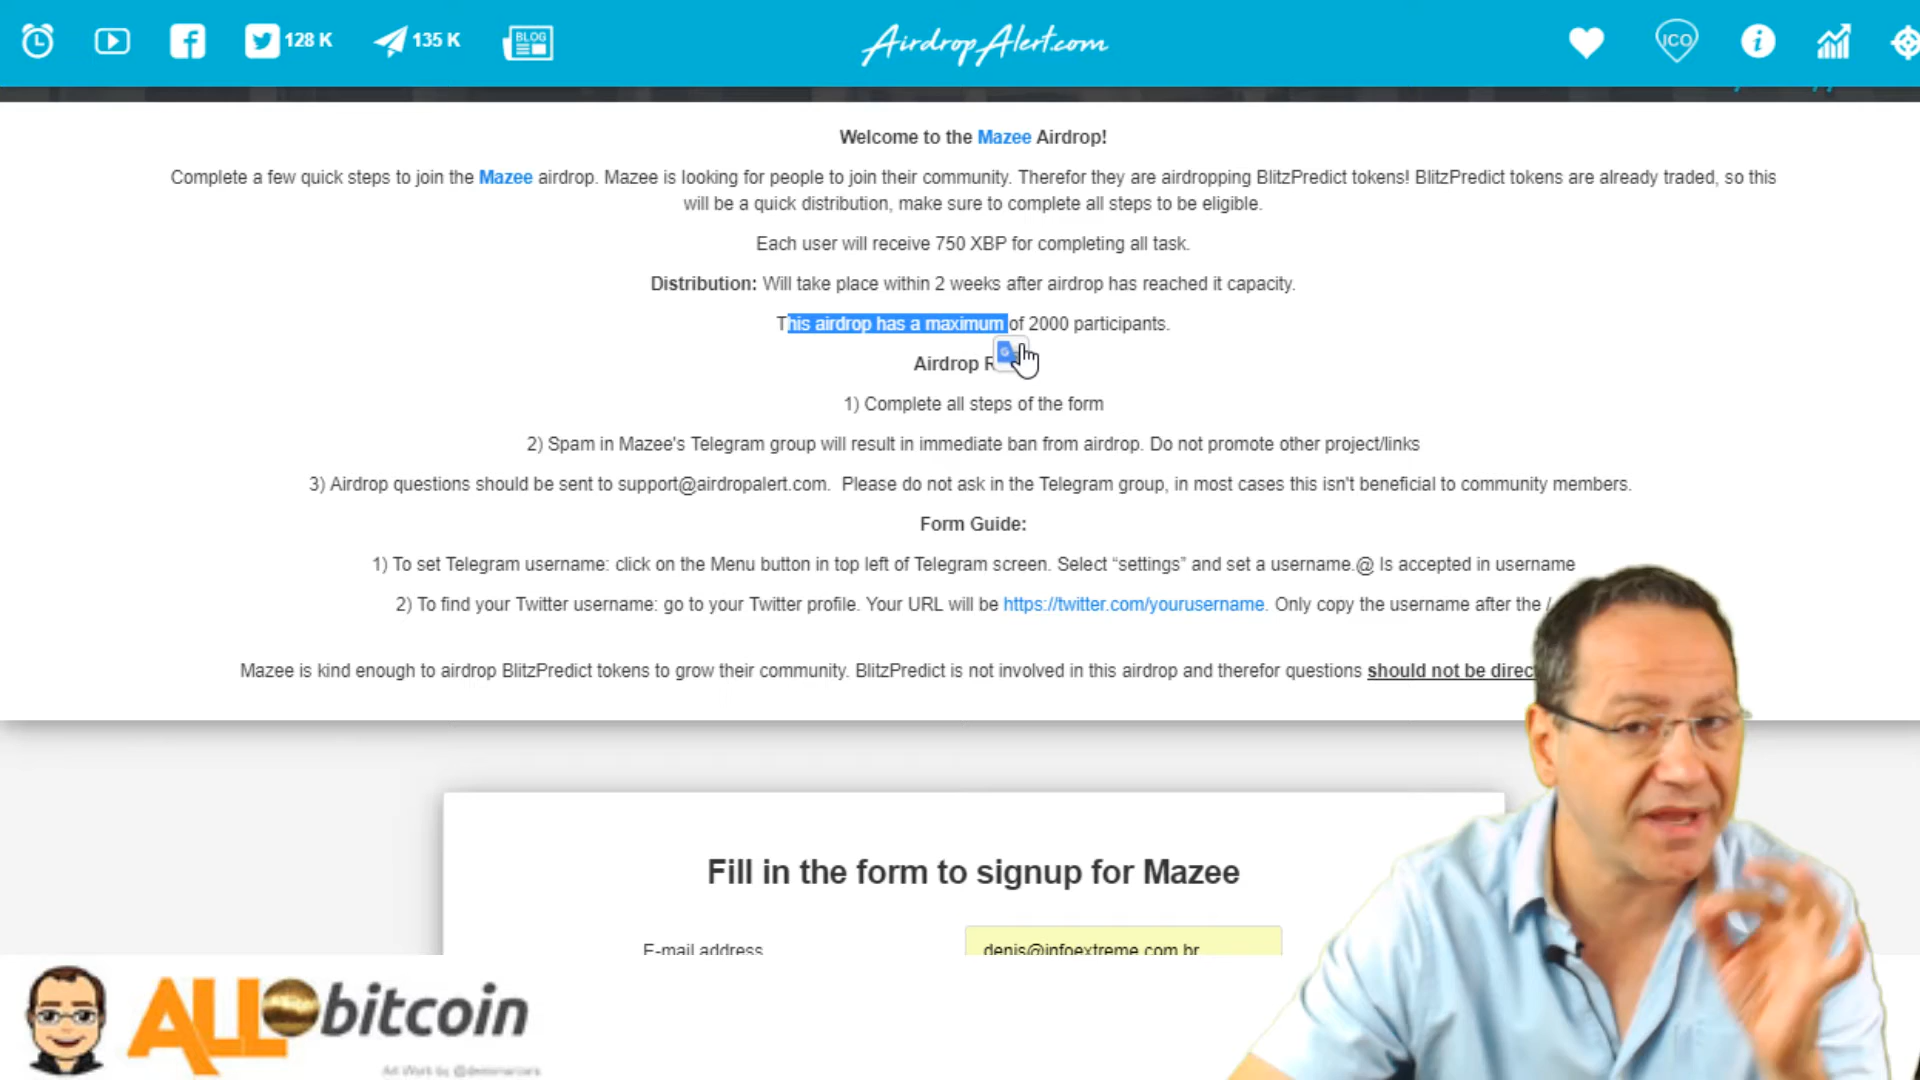 128 K
135 K
BLOG
AirdropAlert.com
ICO
Welcome to the Mazee Airdrop!
Complete a few quick steps to join the Mazee airdrop. Mazee is looking for people to join their community. Therefor they are airdropping BlitzPredict tokens! BlitzPredict tokens are already traded, so this
will be a quick distribution, make sure to complete all steps to be eligible.
Each user will receive 750 XBP for completing all task.
Distribution: Will take place within 2 weeks after airdrop has reached it capacity.
This airdrop has a maximum of 2000 participants.
Airdrop R
1) Complete all steps of the form
2) Spam in Mazee's Telegram group will result in immediate ban from airdrop. Do not promote other project/links
3) Airdrop questions should be sent to support@airdropalert.com. Please do not ask in the Telegram group, in most cases this isn't beneficial to community members.
Form Guide:
1) To set Telegram username: click on the Menu button in top left of Telegram screen. Select “settings” and set a username.@ Is accepted in username
2) To find your Twitter username: go to your Twitter profile. Your URL will be https://twitter.com/yourusername. Only copy the username after the /
Mazee is kind enough to airdrop BlitzPredict tokens to grow their community. BlitzPredict is not involved in this airdrop and therefor questions should not be direc
Fill in the form to signup for Mazee
E-mail address
denis@infoextreme.com.br
ALL bitcoin
Art Work by